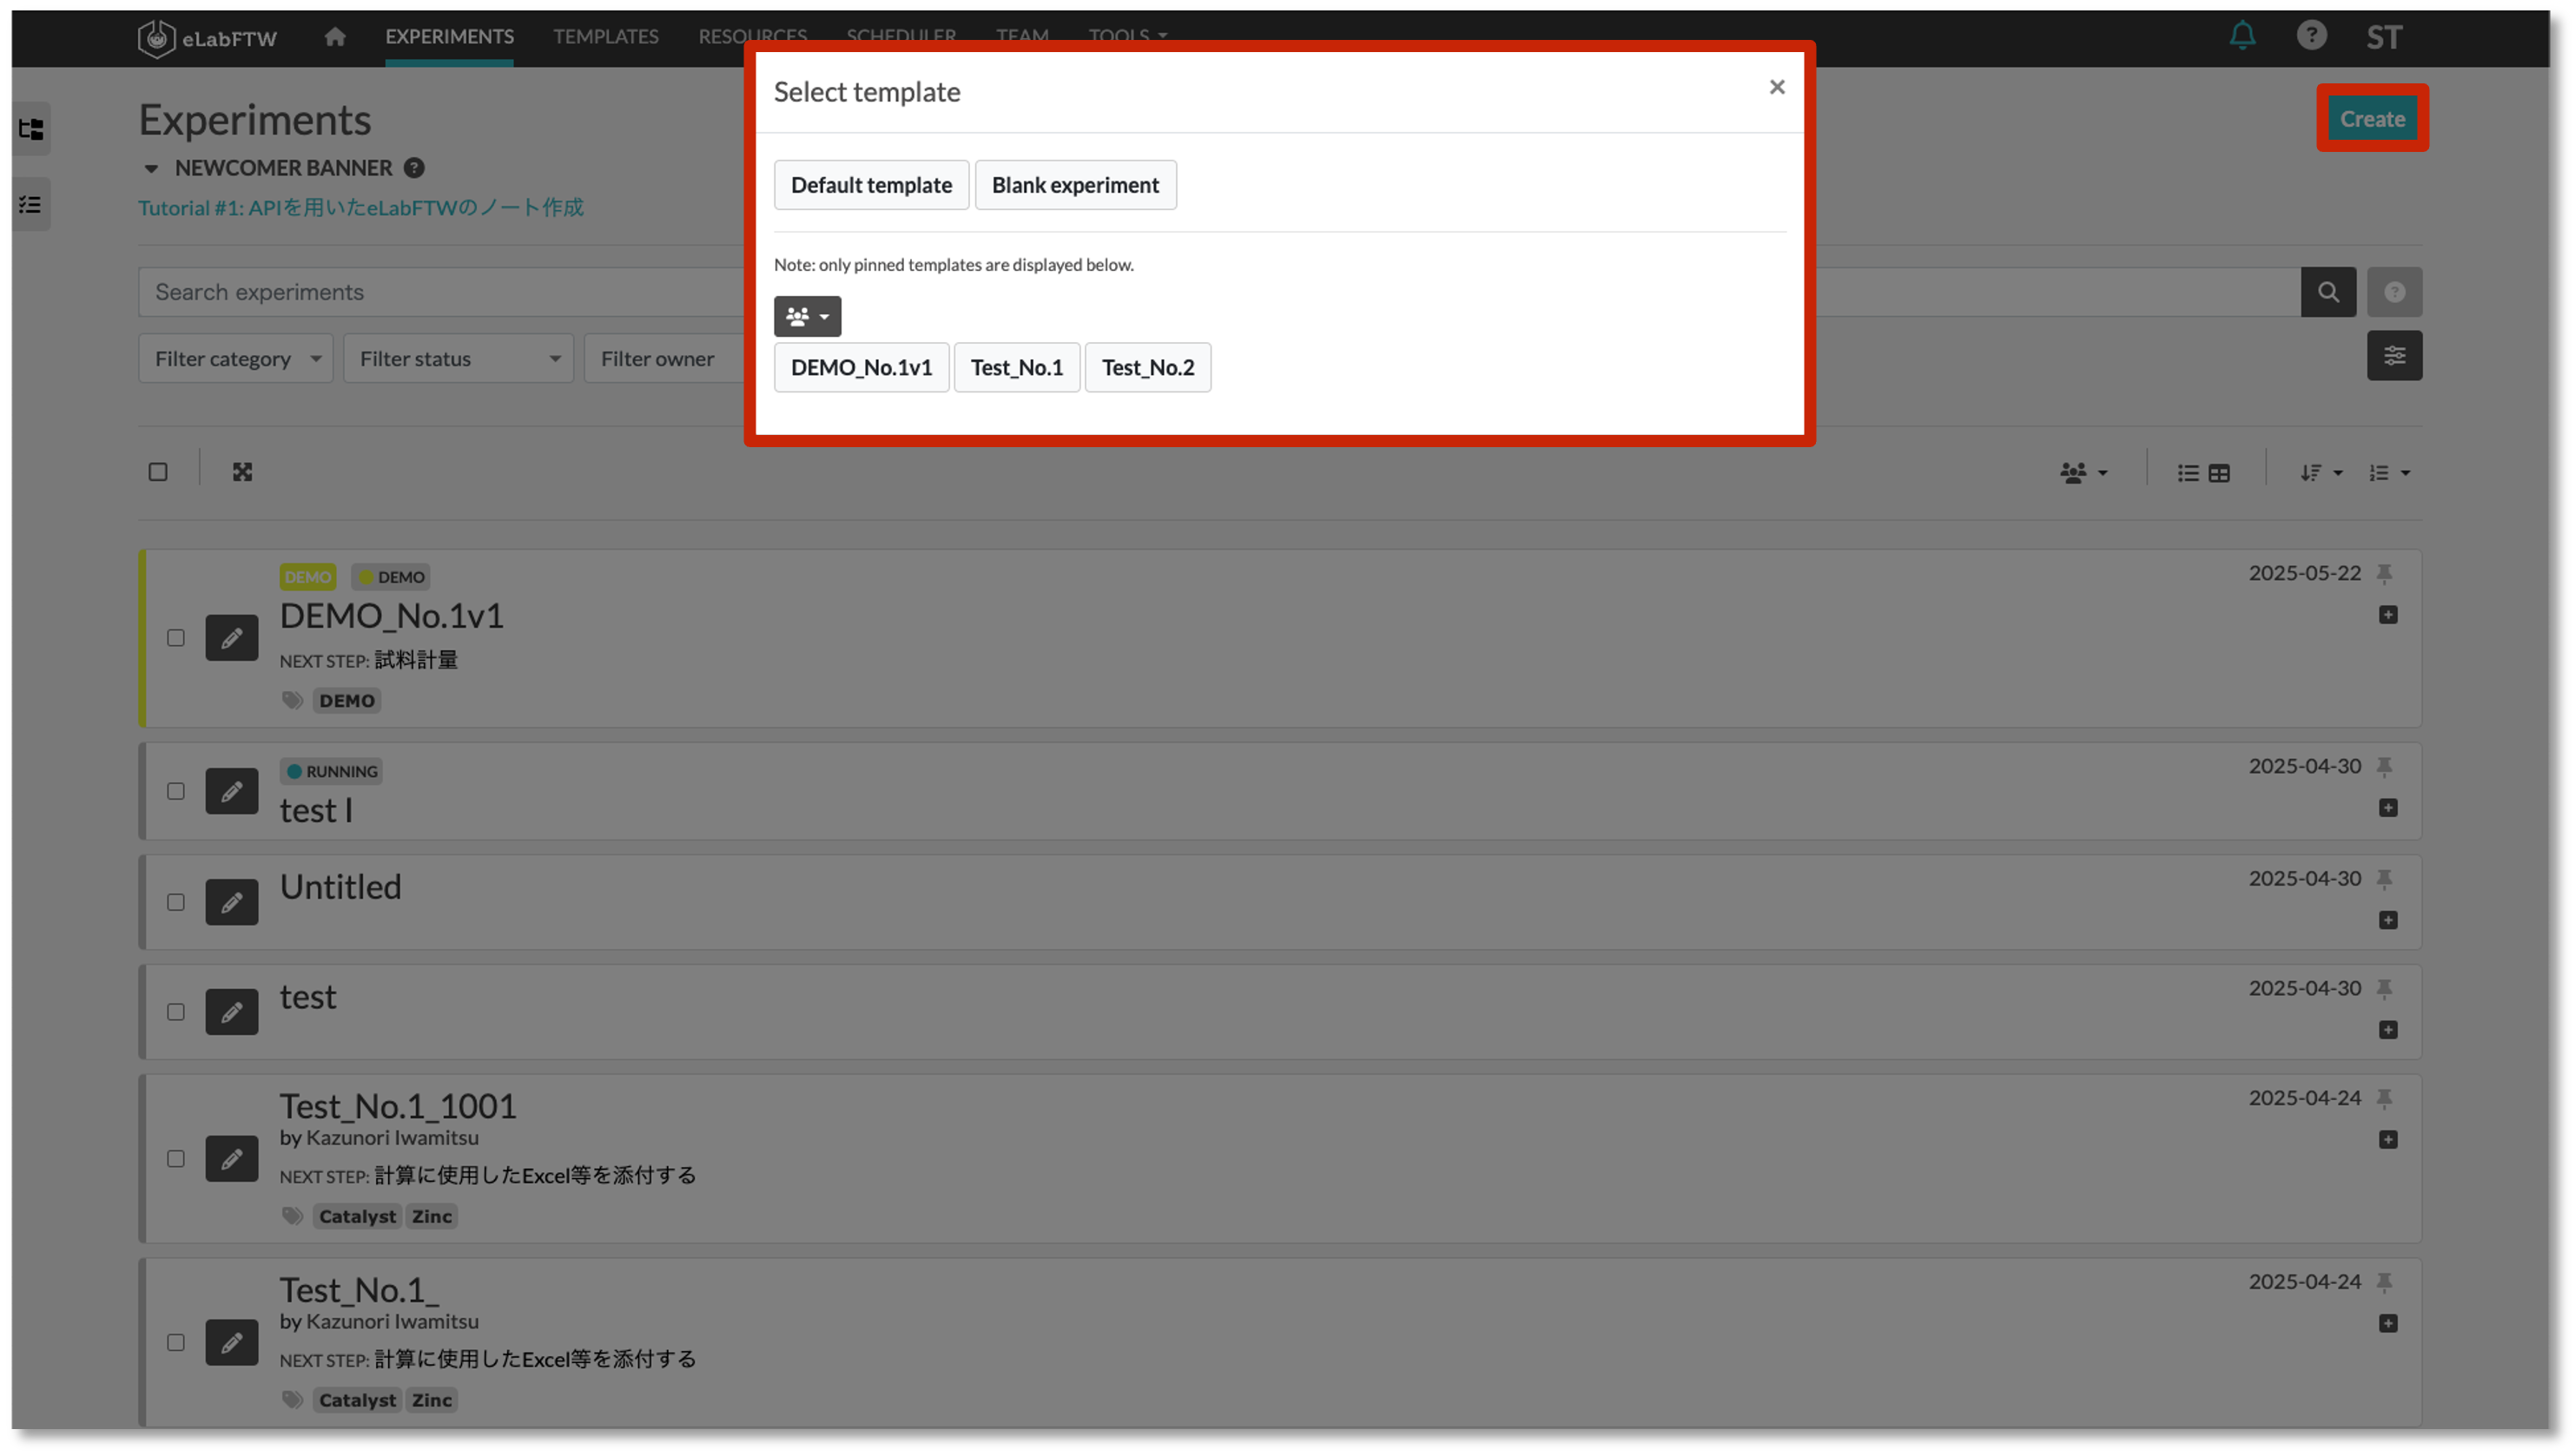 eLabFTW EXPERIMENTS TEMPLATES RESOURCES SCHEDULER TEAM TOOLS ST
Select template ×
Experiments
Create
NEWCOMER BANNER
Tutorial #1: APIを用いたeLabFTWのノート作成
Default template Blank experiment
Note: only pinned templates are displayed below.
Search experiments
Filter category Filter status Filter owner
DEMO_No.1v1 Test_No.1 Test_No.2
DEMO DEMO
2025-05-22
DEMO_No.1v1
NEXT STEP: 試料計量
DEMO
RUNNING
2025-04-30
test l
Untitled
2025-04-30
test
2025-04-30
Test_No.1_1001
2025-04-24
by Kazunori Iwamitsu
NEXT STEP: 計算に使用したExcel等を添付する
Catalyst Zinc
Test_No.1_
2025-04-24
by Kazunori Iwamitsu
NEXT STEP: 計算に使用したExcel等を添付する
Catalyst Zinc